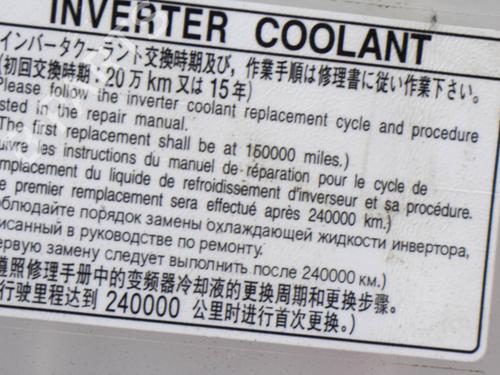 INVERTER COOLANT
インバータクーラント交換時期及び，作業手順は修理書に従い作業下さい。
(初回交換時期：20万km又は15年)
Please follow the inverter coolant replacement cycle and procedure
sted in the repair manual.
The first replacement shall be at 150000 miles.)
uivre les instructions du manuel de réparation pour le cycle de
mplacement du liquide de refroidissement d'inverseur et sa procédure.
e premier remplacement sera effectué après 240000 km.)
облюдайте порядок замены охлаждающей жидкости инвертора,
исанный в руководстве по ремонту.
ервую замену следует выполнить после 240000 км.)
遵照修理手册中的变频器冷却液的更换周期和更换步骤。
行驶里程达到 240000 公里时进行首次更换。)